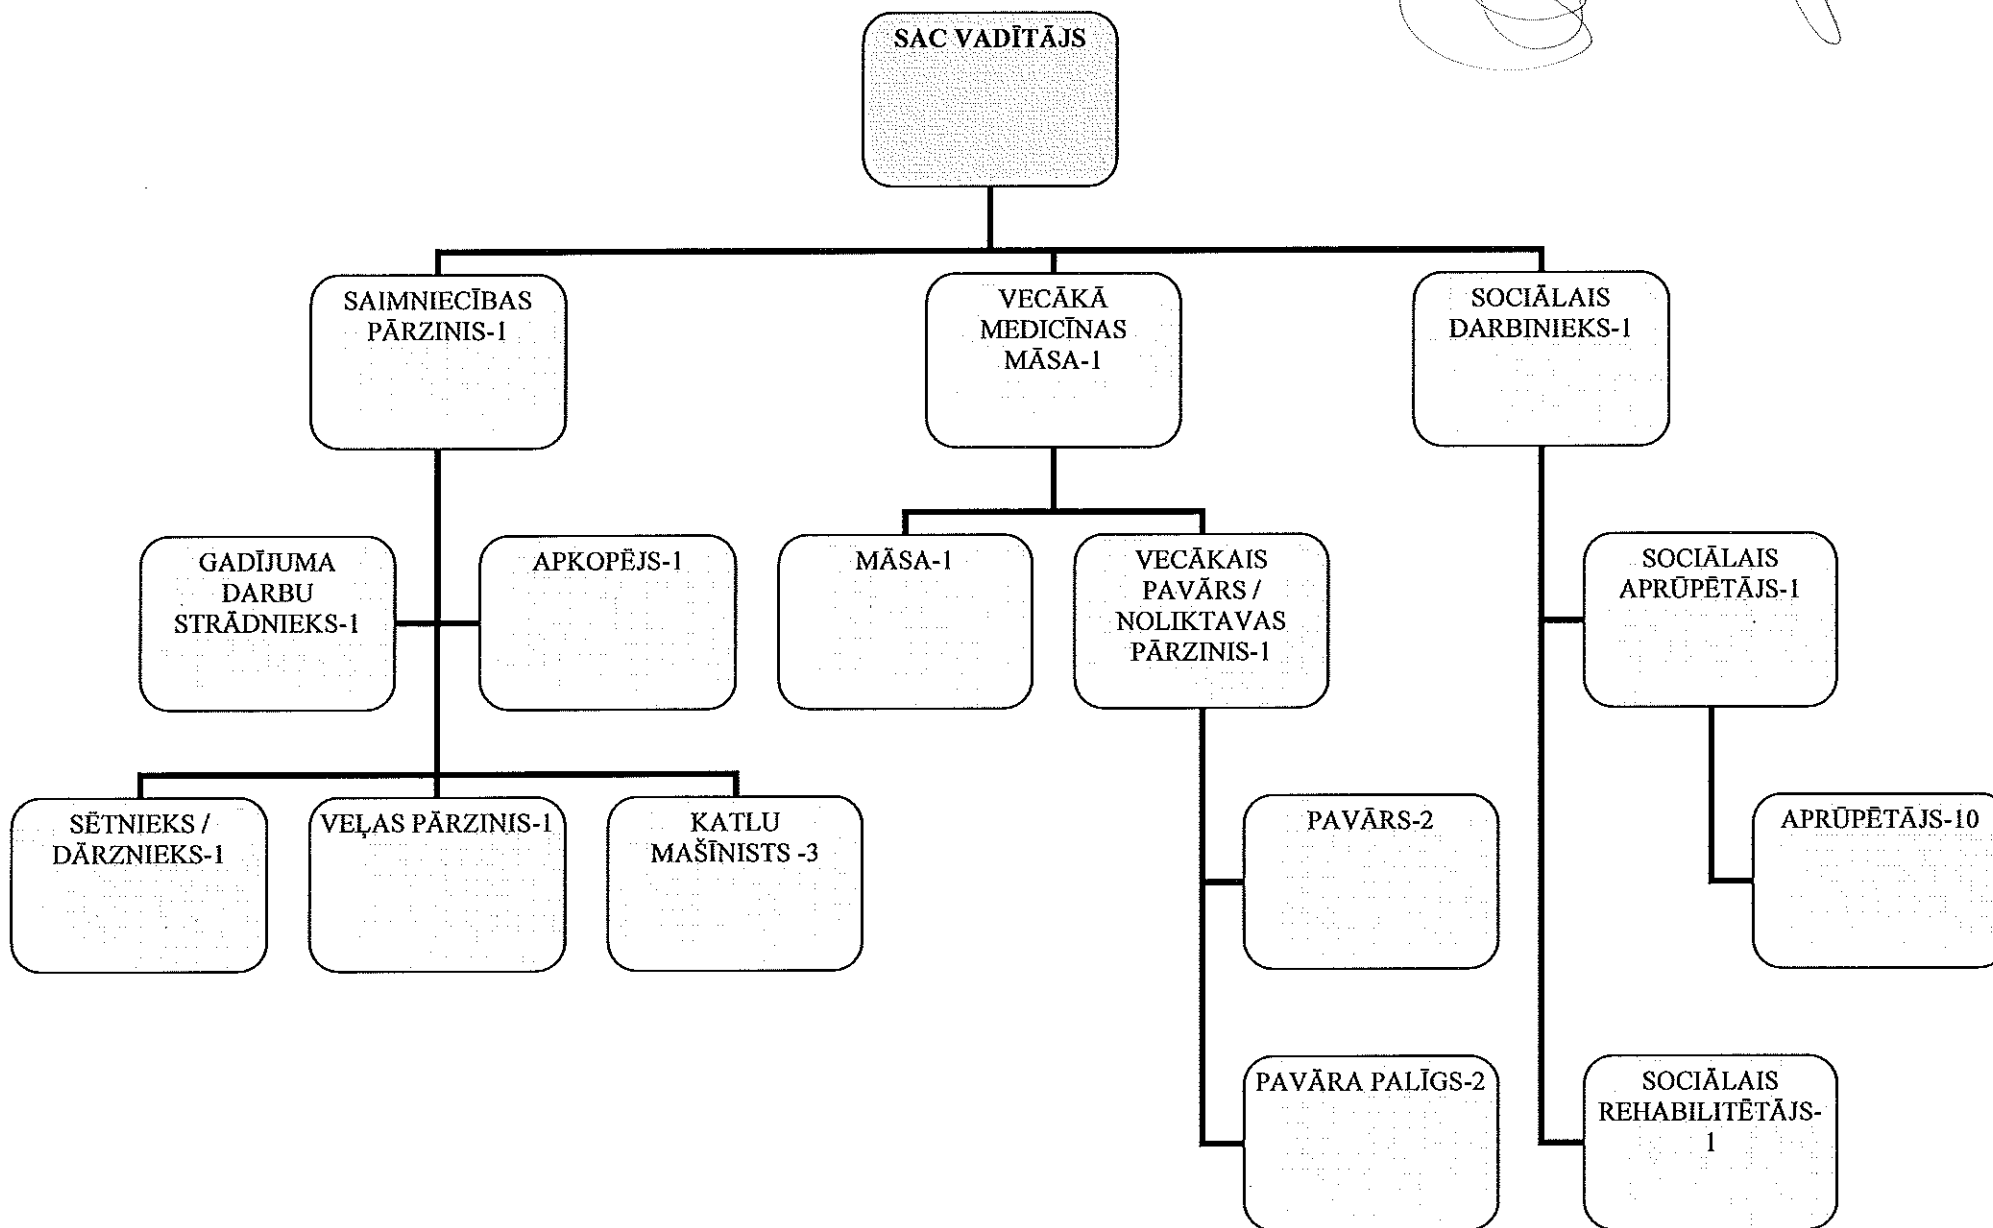 SAC VADĪTĀJS
SAIMNIECĪBAS
PĀRZINIS-1
VECĀKĀ
MEDICĪNAS
MĀSA-1
SOCIĀLAIS
DARBINIEKS-1
GADĪJUMA
DARBU
STRĀDNIEKS-1
APKOPĒJS-1
MĀSA-1
VECĀKAIS
PAVĀRS /
NOLIKTAVAS
PĀRZINIS-1
SOCIĀLAIS
APRŪPĒTĀJS-1
SĒTNIEKS /
DĀRZNIEKS-1
VEĻAS PĀRZINIS-1
KATLU
MAŠĪNISTS -3
PAVĀRS-2
APRŪPĒTĀJS-10
PAVĀRA PALĪGS-2
SOCIĀLAIS
REHABILITĒTĀJS-
1